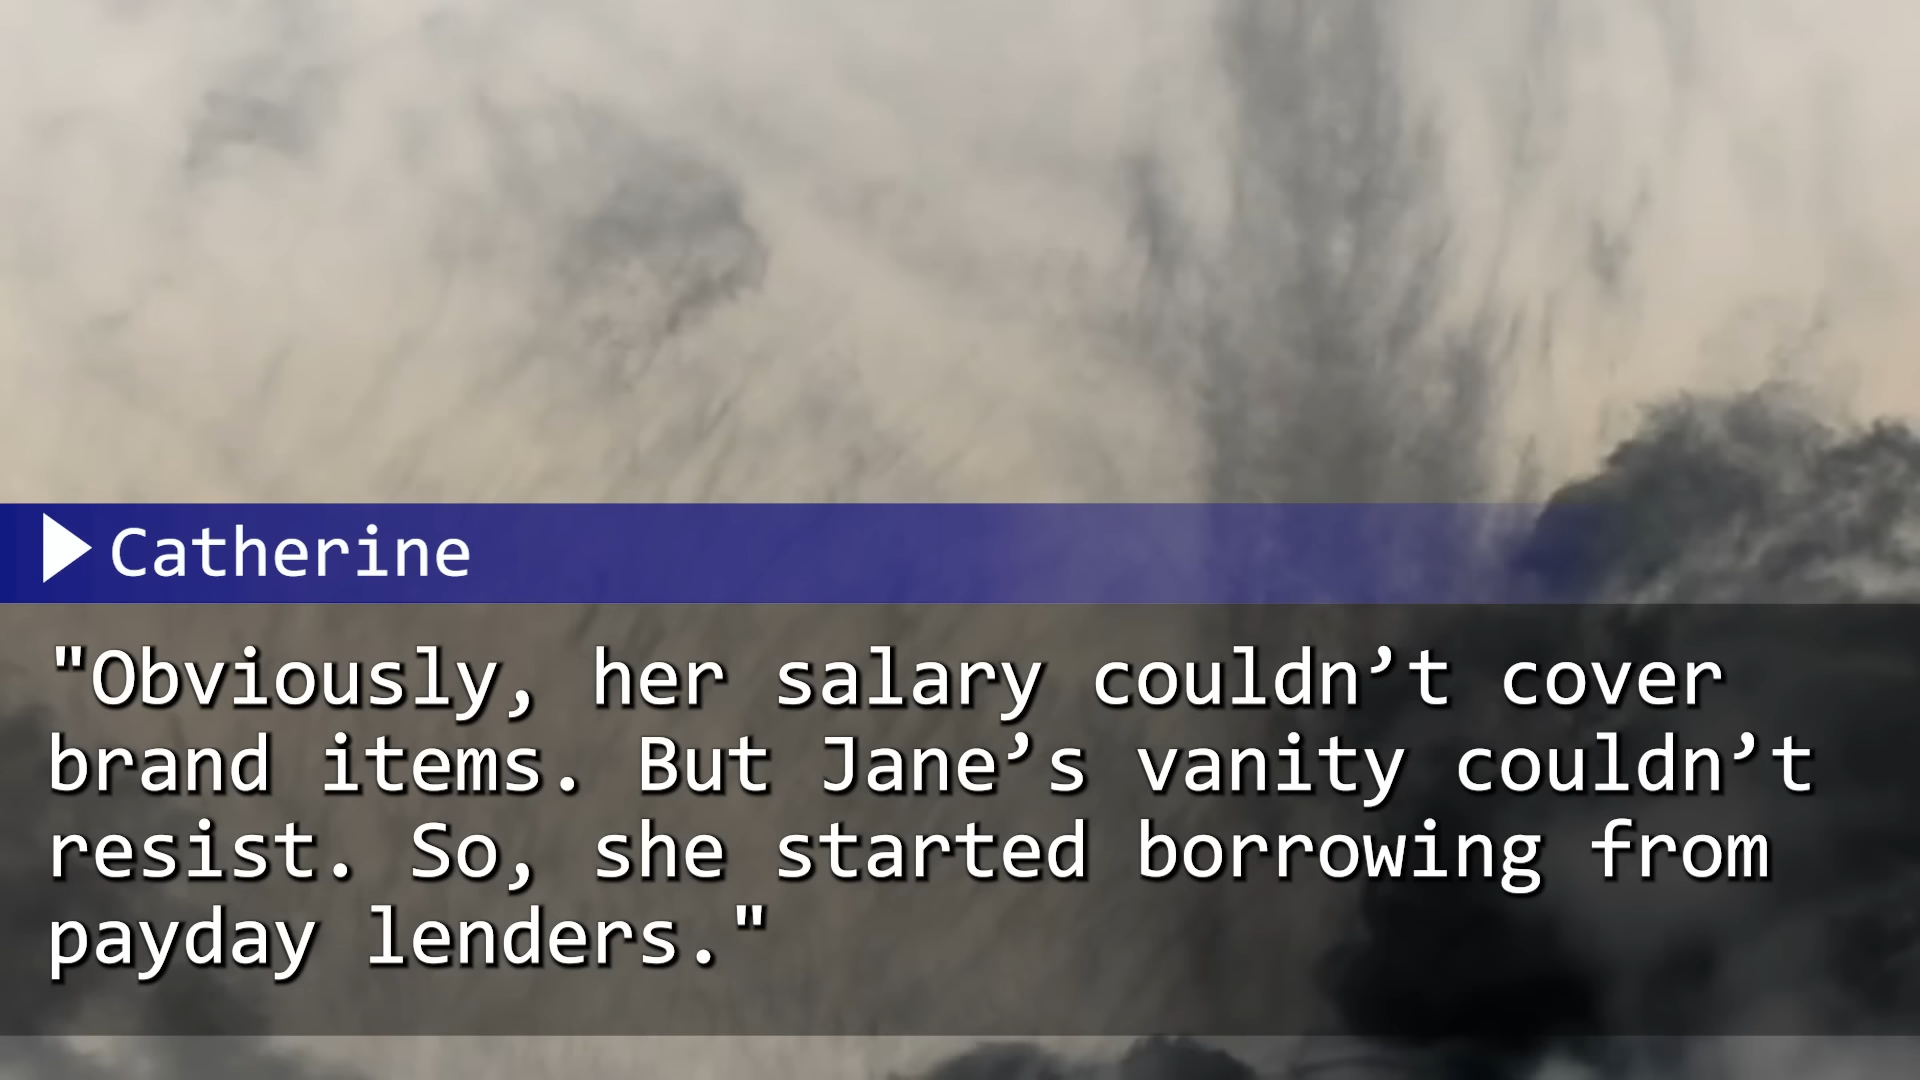 Catherine
"Obviously, her salary couldn’t cover
brand items. But Jane’s vanity couldn’t
resist. So, she started borrowing from
payday lenders."